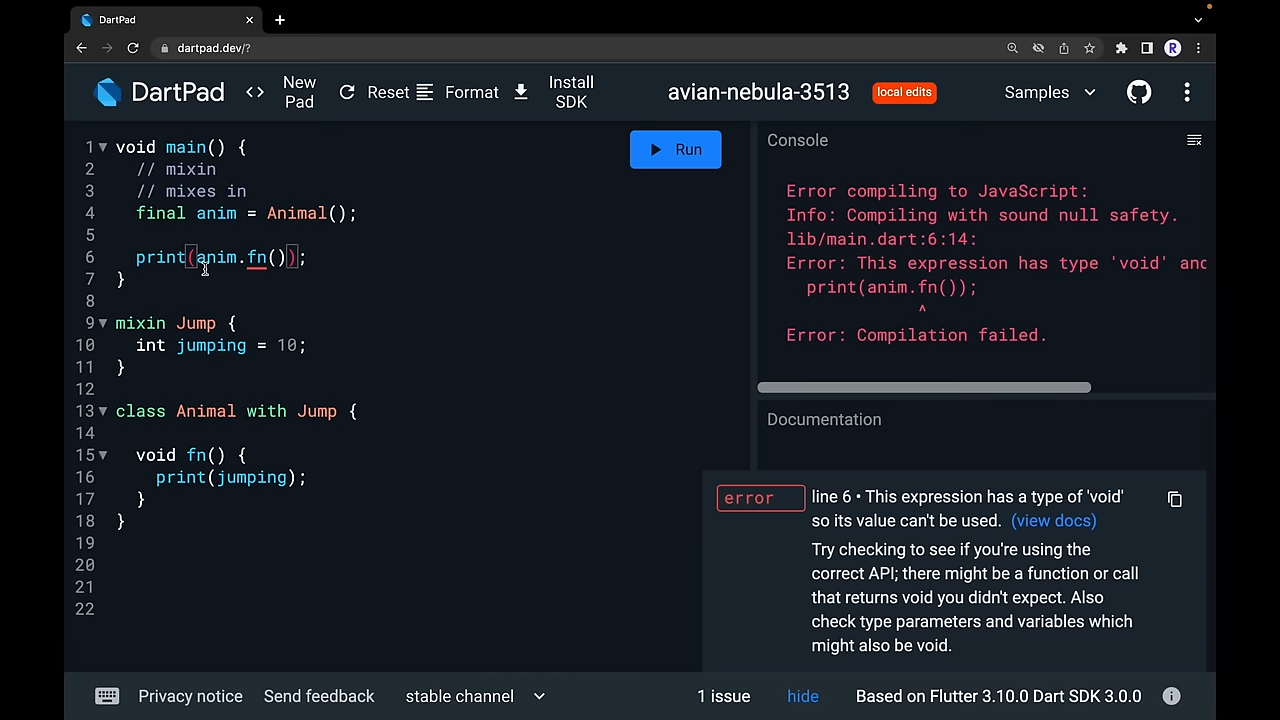 DartPad
dartpad.dev/?
R
DartPad
New Pad
Reset
Format
Install SDK
avian-nebula-3513
local edits
Samples
1 void main() {
2 // mixin
3 // mixes in
4 final anim = Animal();
5
6 print(anim.fn());
7 }
8
9 mixin Jump {
10 int jumping = 10;
11 }
12
13 class Animal with Jump {
14
15 void fn() {
16 print(jumping);
17 }
18 }
19
20
21
22
Run
Console
Error compiling to JavaScript:
Info: Compiling with sound null safety.
lib/main.dart:6:14:
Error: This expression has type 'void' and
print(anim.fn());
^
Error: Compilation failed.
Documentation
error
line 6 • This expression has a type of 'void'
so its value can't be used. (view docs)
Try checking to see if you're using the
correct API; there might be a function or call
that returns void you didn't expect. Also
check type parameters and variables which
might also be void.
Privacy notice
Send feedback
stable channel
1 issue
hide
Based on Flutter 3.10.0 Dart SDK 3.0.0